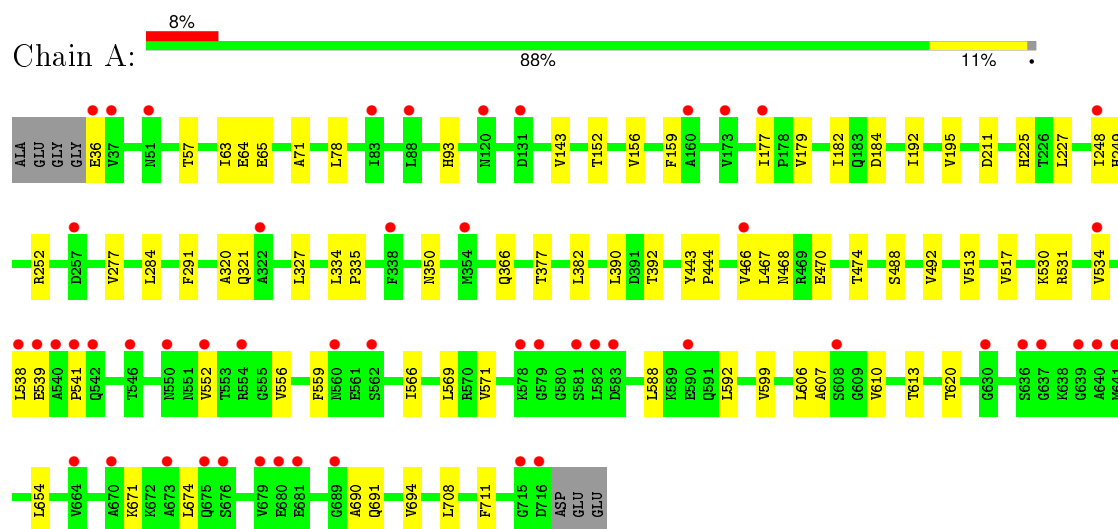 8%
Chain A:
88% 11% •
ALA GLU GLY GLY E36 V37 N51 T57 I63 E64 E65 A71 L78 I83 L88 H93 N120 D131 V143 T152 V156 F159 A160 V173 I177 P178 V179 I182 Q183 D184 I192 V195 D211 H225 T226 L227 I248
R252 D257 V277 L284 F291 A320 Q321 A322 L327 L334 P335 F338 N350 M354 Q366 T377 L382 L390 D391 T392 Y443 P444 V466 L467 N468 R469 E470 T474 S488 V492 V513 V517 K530 R531 V534
L538 E539 A540 P541 Q542 T546 N550 N551 V552 T553 R554 G555 V556 F559 N560 E561 S562 I566 L569 R570 V571 K578 G579 G580 S581 L582 D583 L588 K589 E590 Q591 L592 V599 L606 A607 S608 G609 V610 T613 T620 G630 S636 G637 K638 G639 A640 M641
L654 V664 A670 K671 K672 A673 L674 Q675 S676 V679 E680 E681 G689 A690 Q691 V694 L708 F711 G715 D716 ASP GLU GLU